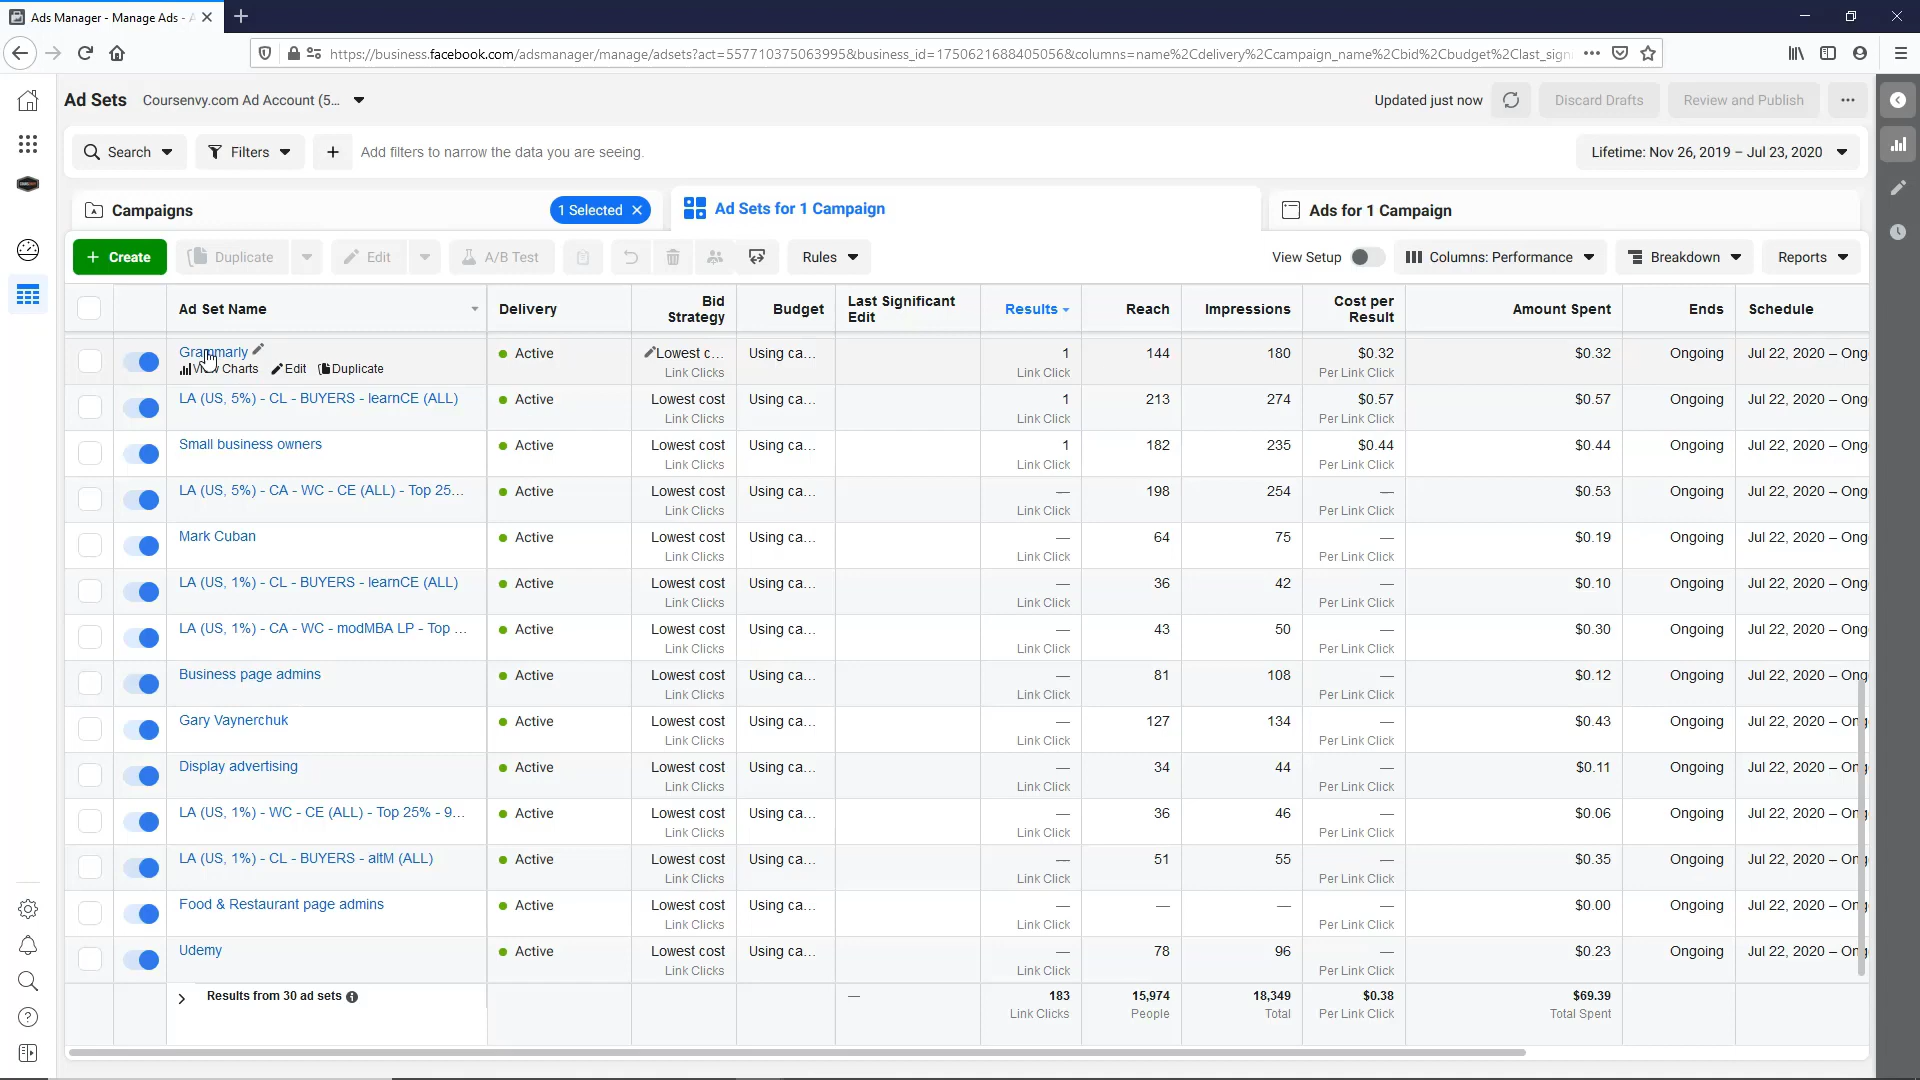 Ads Manager - Manage Ads - A
https://business.facebook.com/adsmanager/manage/adsets?act=557710375063995&business_id=1750621688405056&columns=name%2Cdelivery%2Ccampaign_name%2Cbid%2Cbudget%2Clast_sign
Ad Sets Coursenvy.com Ad Account (5... Updated just now Discard Drafts Review and Publish
Search Filters Add filters to narrow the data you are seeing. Lifetime: Nov 26, 2019 – Jul 23, 2020
Campaigns 1 Selected Ad Sets for 1 Campaign Ads for 1 Campaign
+ Create Duplicate Edit A/B Test Rules View Setup Columns: Performance Breakdown Reports
Ad Set Name Delivery Bid Strategy Budget Last Significant Edit Results Reach Impressions Cost per Result Amount Spent Ends Schedule
Grammarly Active Lowest c... Using ca... 1 144 180 $0.32 $0.32 Ongoing Jul 22, 2020 – Ong
Charts Edit Duplicate Link Clicks Link Click Per Link Click
LA (US, 5%) - CL - BUYERS - learnCE (ALL) Active Lowest cost Using ca... 1 213 274 $0.57 $0.57 Ongoing Jul 22, 2020 – Ong
Link Clicks Link Click Per Link Click
Small business owners Active Lowest cost Using ca... 1 182 235 $0.44 $0.44 Ongoing Jul 22, 2020 – Ong
Link Clicks Link Click Per Link Click
LA (US, 5%) - CA - WC - CE (ALL) - Top 25... Active Lowest cost Using ca... — 198 254 — $0.53 Ongoing Jul 22, 2020 – Ong
Link Clicks Link Click Per Link Click
Mark Cuban Active Lowest cost Using ca... — 64 75 — $0.19 Ongoing Jul 22, 2020 – Ong
Link Clicks Link Click Per Link Click
LA (US, 1%) - CL - BUYERS - learnCE (ALL) Active Lowest cost Using ca... — 36 42 — $0.10 Ongoing Jul 22, 2020 – Ong
Link Clicks Link Click Per Link Click
LA (US, 1%) - CA - WC - modMBA LP - Top ... Active Lowest cost Using ca... — 43 50 — $0.30 Ongoing Jul 22, 2020 – Ong
Link Clicks Link Click Per Link Click
Business page admins Active Lowest cost Using ca... — 81 108 — $0.12 Ongoing Jul 22, 2020 – Ong
Link Clicks Link Click Per Link Click
Gary Vaynerchuk Active Lowest cost Using ca... — 127 134 — $0.43 Ongoing Jul 22, 2020 – Ong
Link Clicks Link Click Per Link Click
Display advertising Active Lowest cost Using ca... — 34 44 — $0.11 Ongoing Jul 22, 2020 – Ong
Link Clicks Link Click Per Link Click
LA (US, 1%) - WC - CE (ALL) - Top 25% - 9... Active Lowest cost Using ca... — 36 46 — $0.06 Ongoing Jul 22, 2020 – Ong
Link Clicks Link Click Per Link Click
LA (US, 1%) - CL - BUYERS - altM (ALL) Active Lowest cost Using ca... — 51 55 — $0.35 Ongoing Jul 22, 2020 – Ong
Link Clicks Link Click Per Link Click
Food & Restaurant page admins Active Lowest cost Using ca... — — — — $0.00 Ongoing Jul 22, 2020 – Ong
Link Clicks Link Click Per Link Click
Udemy Active Lowest cost Using ca... — 78 96 — $0.23 Ongoing Jul 22, 2020 – Ong
Link Clicks Link Click Per Link Click
Results from 30 ad sets — 183 15,974 18,349 $0.38 $69.39
Link Clicks People Total Per Link Click Total Spent